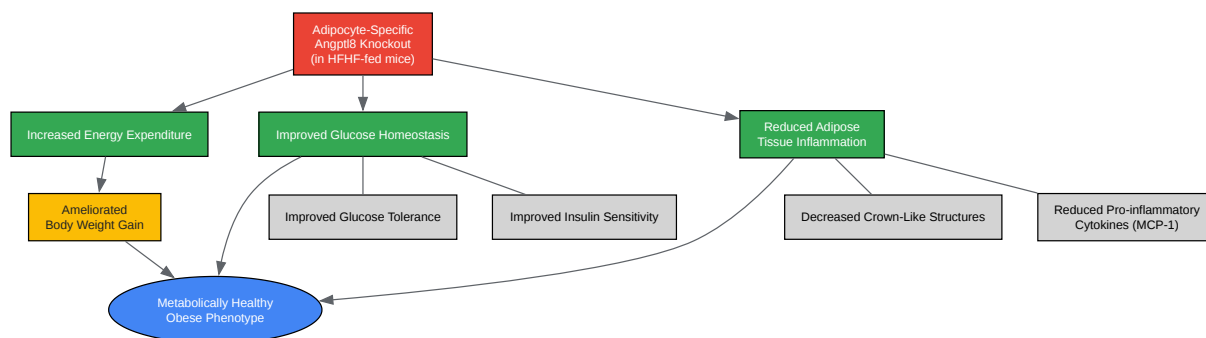 Adipocyte-Specific
Angptl8 Knockout
(in HFHF-fed mice)
Increased Energy Expenditure
Improved Glucose Homeostasis
Reduced Adipose
Tissue Inflammation
Ameliorated
Body Weight Gain
Improved Glucose Tolerance
Improved Insulin Sensitivity
Decreased Crown-Like Structures
Reduced Pro-inflammatory
Cytokines (MCP-1)
Metabolically Healthy
Obese Phenotype